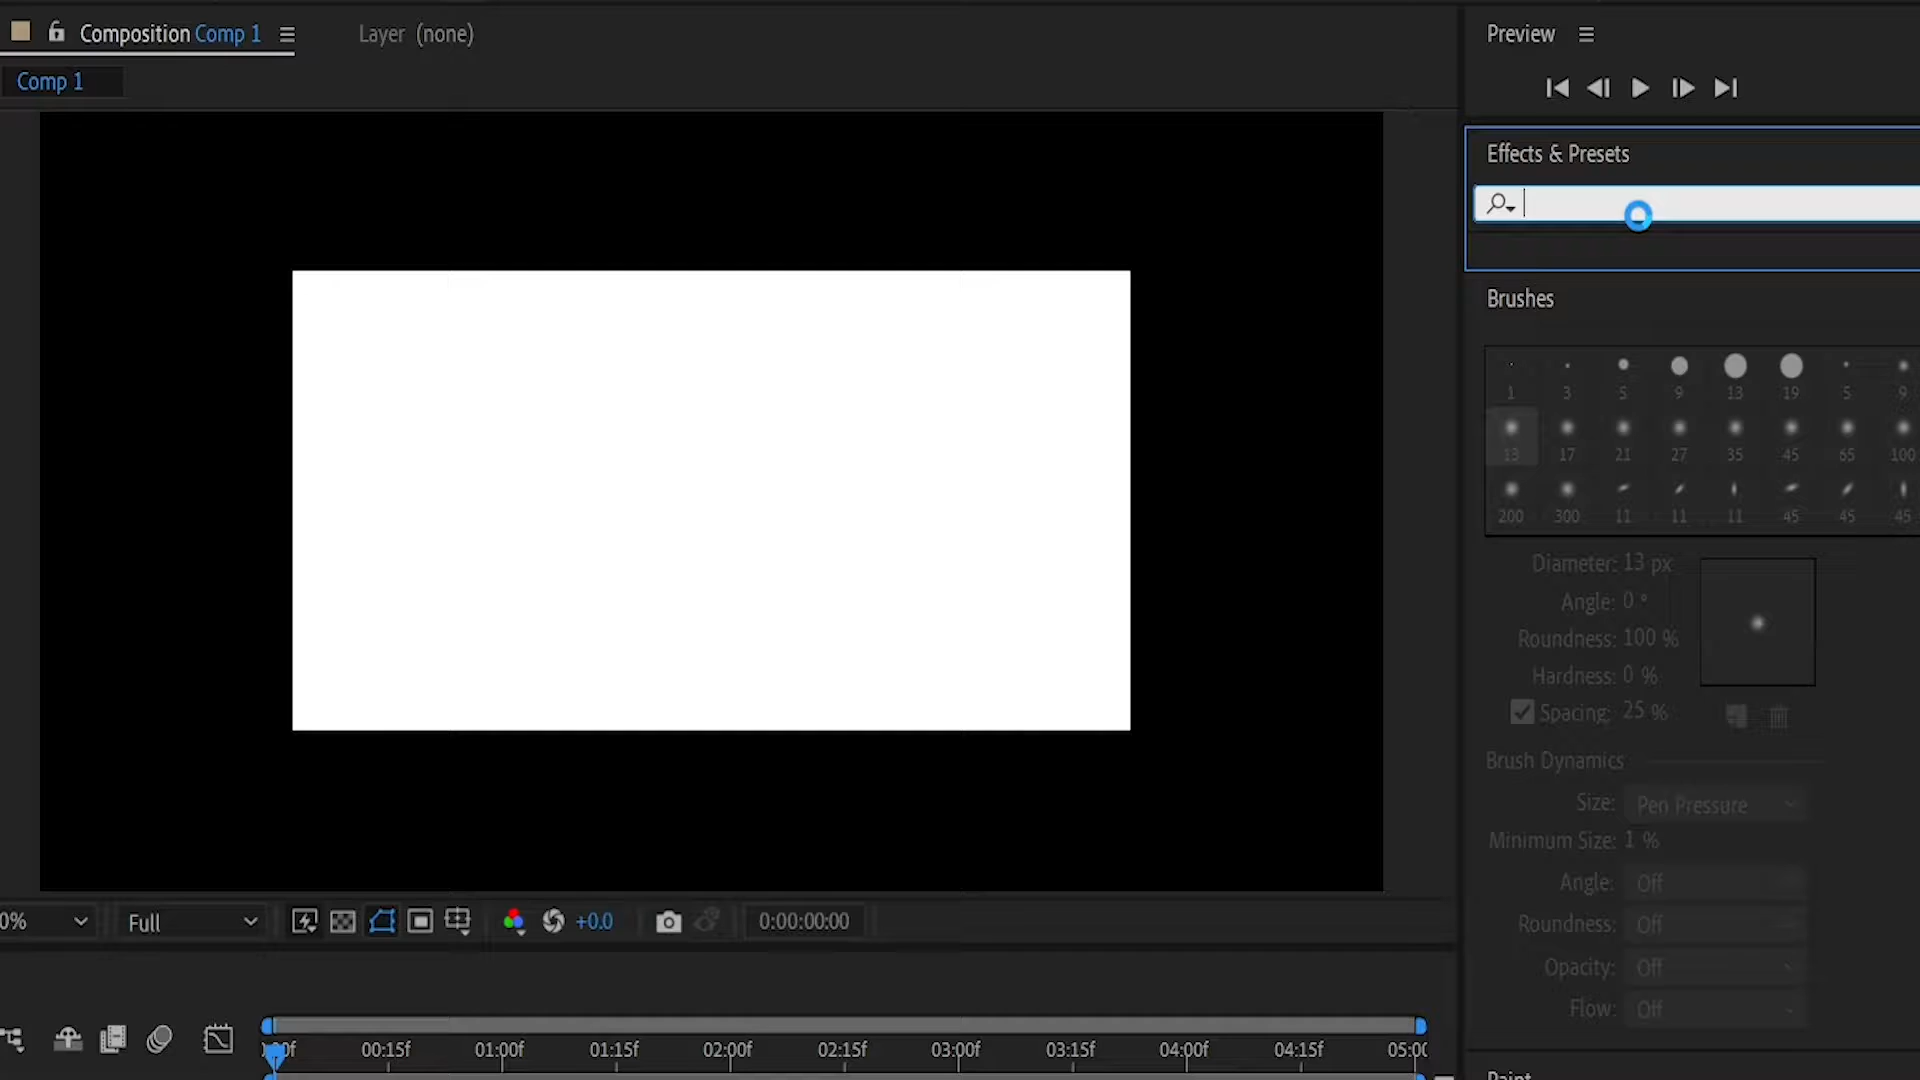 Composition Comp 1
Layer (none)
Comp 1
Preview
Effects & Presets
Brushes
1 3 5 9 13 19 5 9
13 17 21 27 35 45 65 100
200 300 11 11 11 45 45 45
Diameter: 13 px
Angle: 0 °
Roundness: 100 %
Hardness: 0 %
Spacing: 25 %
Brush Dynamics
Size: Pen Pressure
Minimum Size: 1 %
Angle: Off
Roundness: Off
Opacity: Off
Flow: Off
0%
Full
+0.0
0:00:00:00
00:15f 01:00f 01:15f 02:00f 02:15f 03:00f 03:15f 04:00f 04:15f